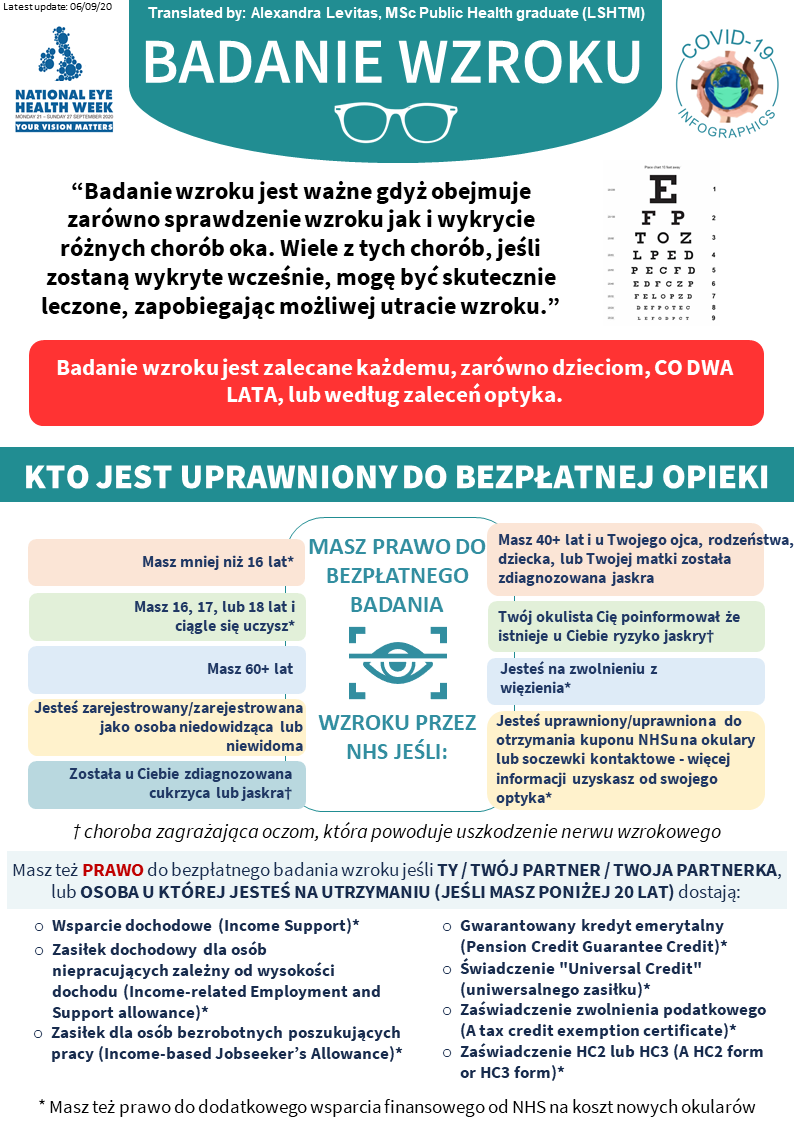 Latest update: 06/09/20
Translated by: Alexandra Levitas, MSc Public Health graduate (LSHTM)
BADANIE WZROKU
NATIONAL EYE
HEALTH WEEK
MONDAY 21 - SUNDAY 27 SEPTEMBER 2020
YOUR VISION MATTERS
COVID-19
INFOGRAPHICS
“Badanie wzroku jest ważne gdyż obejmuje
zarówno sprawdzenie wzroku jak i wykrycie
różnych chorób oka. Wiele z tych chorób, jeśli
zostaną wykryte wcześnie, mogę być skutecznie
leczone, zapobiegając możliwej utracie wzroku.”
E 1
F P 2
T O Z 3
L P E D 4
P E C F D 5
E D F C Z P 6
F E L O P Z D 7
D E F P O T E C 8
L E F O D P C T 9
Badanie wzroku jest zalecane każdemu, zarówno dzieciom, CO DWA
LATA, lub według zaleceń optyka.
KTO JEST UPRAWNIONY DO BEZPŁATNEJ OPIEKI
MASZ PRAWO DO
BEZPŁATNEGO
BADANIA
WZROKU PRZEZ
NHS JEŚLI:
Masz mniej niż 16 lat*
Masz 16, 17, lub 18 lat i
ciągle się uczysz*
Masz 60+ lat
Jesteś zarejestrowany/zarejestrowana
jako osoba niedowidząca lub
niewidoma
Została u Ciebie zdiagnozowana
cukrzyca lub jaskra†
Masz 40+ lat i u Twojego ojca, rodzeństwa,
dziecka, lub Twojej matki została
zdiagnozowana jaskra
Twój okulista Cię poinformował że
istnieje u Ciebie ryzyko jaskry†
Jesteś na zwolnieniu z
więzienia*
Jesteś uprawniony/uprawniona do
otrzymania kuponu NHSu na okulary
lub soczewki kontaktowe - więcej
informacji uzyskasz od swojego
optyka*
† choroba zagrażająca oczom, która powoduje uszkodzenie nerwu wzrokowego
Masz też PRAWO do bezpłatnego badania wzroku jeśli TY / TWÓJ PARTNER / TWOJA PARTNERKA,
lub OSOBA U KTÓREJ JESTEŚ NA UTRZYMANIU (JEŚLI MASZ PONIŻEJ 20 LAT) dostają:
o Wsparcie dochodowe (Income Support)*
o Zasiłek dochodowy dla osób
niepracujących zależny od wysokości
dochodu (Income-related Employment and
Support allowance)*
o Zasiłek dla osób bezrobotnych poszukujących
pracy (Income-based Jobseeker’s Allowance)*
o Gwarantowany kredyt emerytalny
(Pension Credit Guarantee Credit)*
o Świadczenie "Universal Credit"
(uniwersalnego zasiłku)*
o Zaświadczenie zwolnienia podatkowego
(A tax credit exemption certificate)*
o Zaświadczenie HC2 lub HC3 (A HC2 form
or HC3 form)*
* Masz też prawo do dodatkowego wsparcia finansowego od NHS na koszt nowych okularów